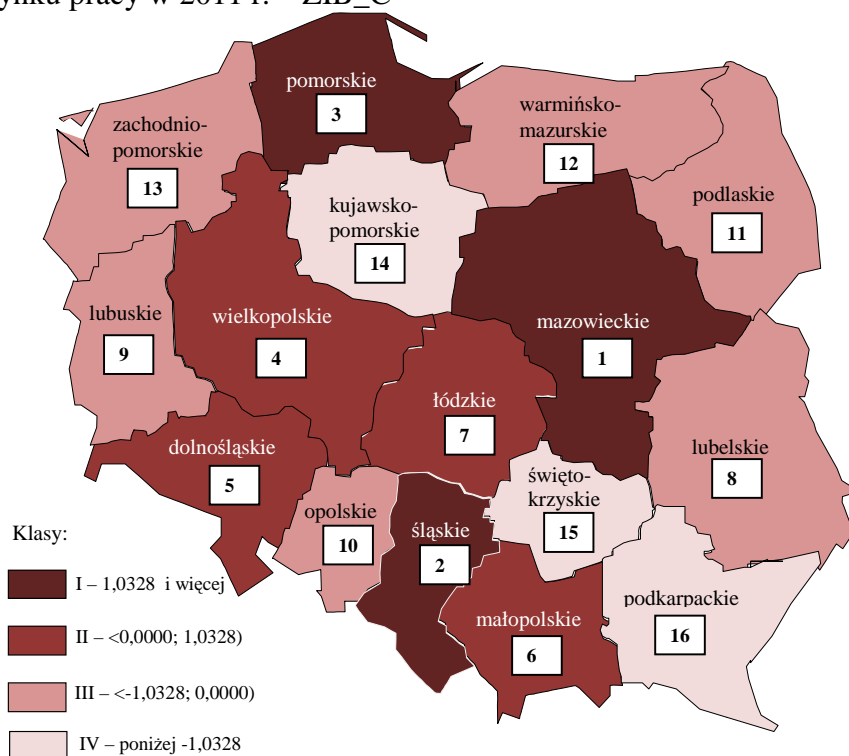 pracy w 2011 r.
pomorskie
3
zachodnio-
pomorskie
13
warmińsko-
mazurskie
12
podlaskie
11
kujawsko-
pomorskie
14
lubuskie
9
wielkopolskie
4
mazowieckie
1
łódzkie
7
dolnośląskie
5
lubelskie
8
święto-
krzyskie
15
opolskie
10
śląskie
2
małopolskie
6
podkarpackie
16
Klasy:
I – 1,0328 i więcej
II – <0,0000; 1,0328)
III – <-1,0328; 0,0000)
IV – poniżej -1,0328